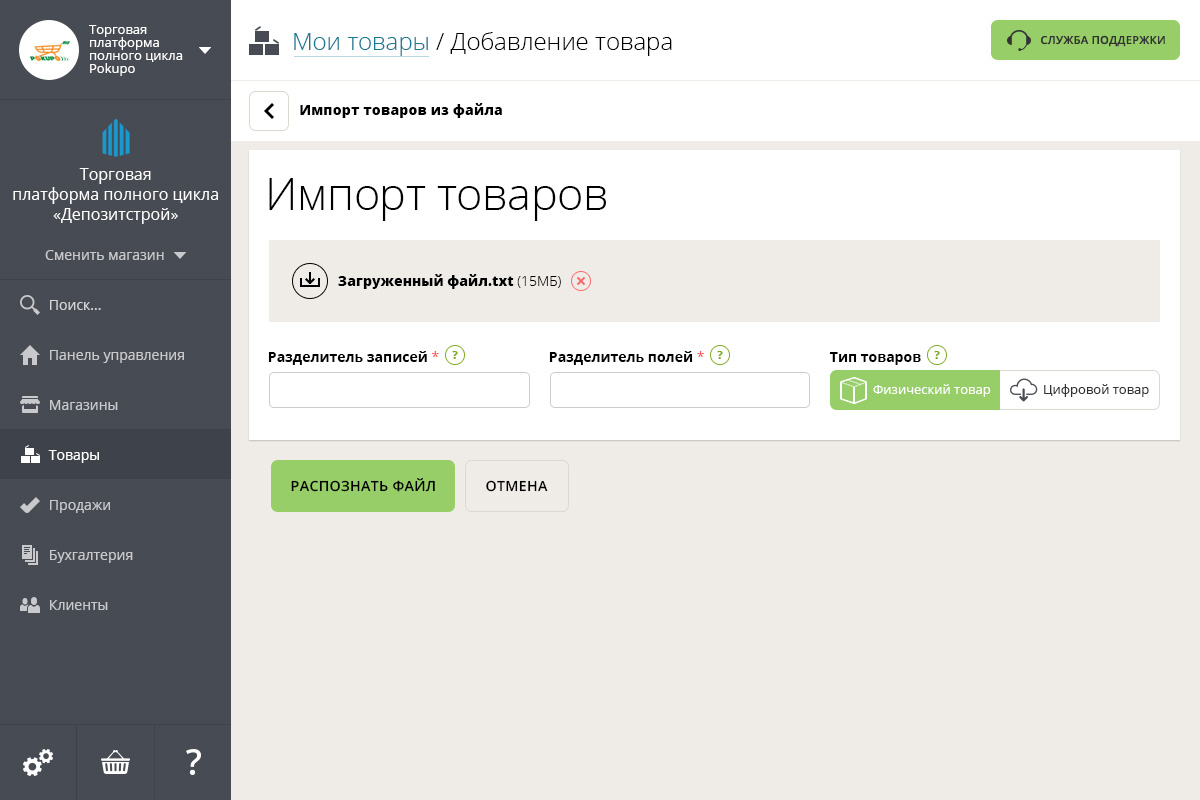 Торговая
платформа
полного цикла
Pokupo
POKUPO
Торговая
платформа полного цикла
«Депозитстрой»
Сменить магазин
Поиск...
Панель управления
Магазины
Товары
Продажи
Бухгалтерия
Клиенты
?
Мои товары / Добавление товара
СЛУЖБА ПОДДЕРЖКИ
Импорт товаров из файла
Импорт товаров
Загруженный файл.txt (15МБ)
Разделитель записей * ?
Разделитель полей * ?
Тип товаров ?
Физический товар
Цифровой товар
РАСПОЗНАТЬ ФАЙЛ
ОТМЕНА